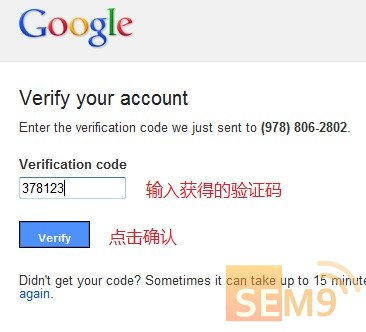 Google
Verify your account
Enter the verification code we just sent to (978) 806-2802.
Verification code
378123
输入获得的验证码
Verify
点击确认
Didn't get your code? Sometimes it can take up to 15 minute
again.
SEM9